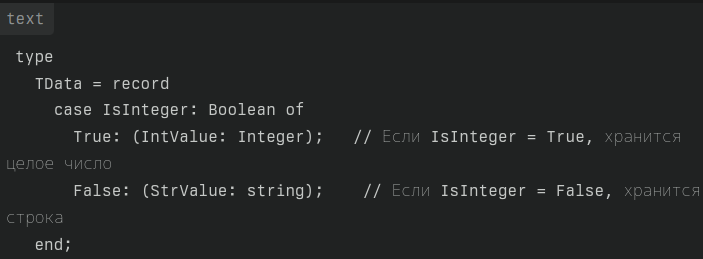 text
type
TData = record
case IsInteger: Boolean of
True: (IntValue: Integer); // Если IsInteger = True, хранится
целое число
False: (StrValue: string); // Если IsInteger = False, хранится
строка
end;